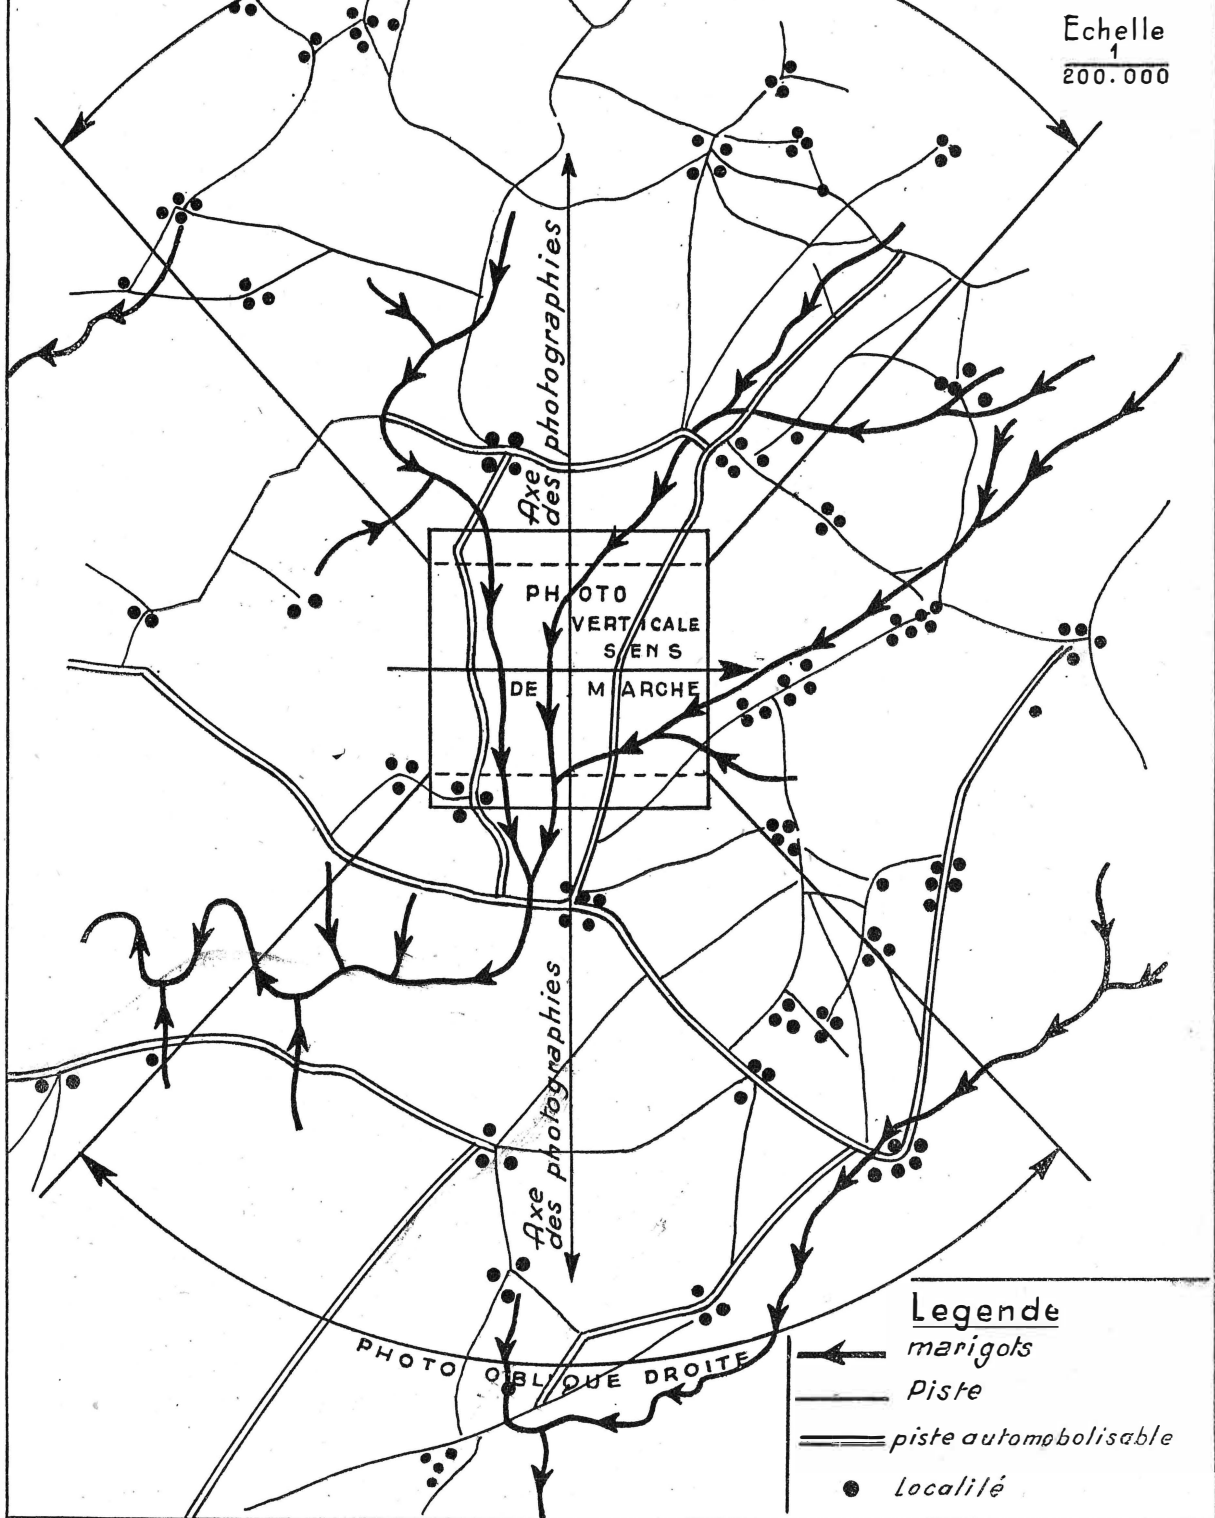 Echelle
1
200.000
Axe
des photographies
PHOTO
VERTICALE
SENS
DE MARCHE
Axe
des photographies
PHOTO OBLIQUE DROITE
Legende
marigots
Piste
piste automobolisable
Localilé